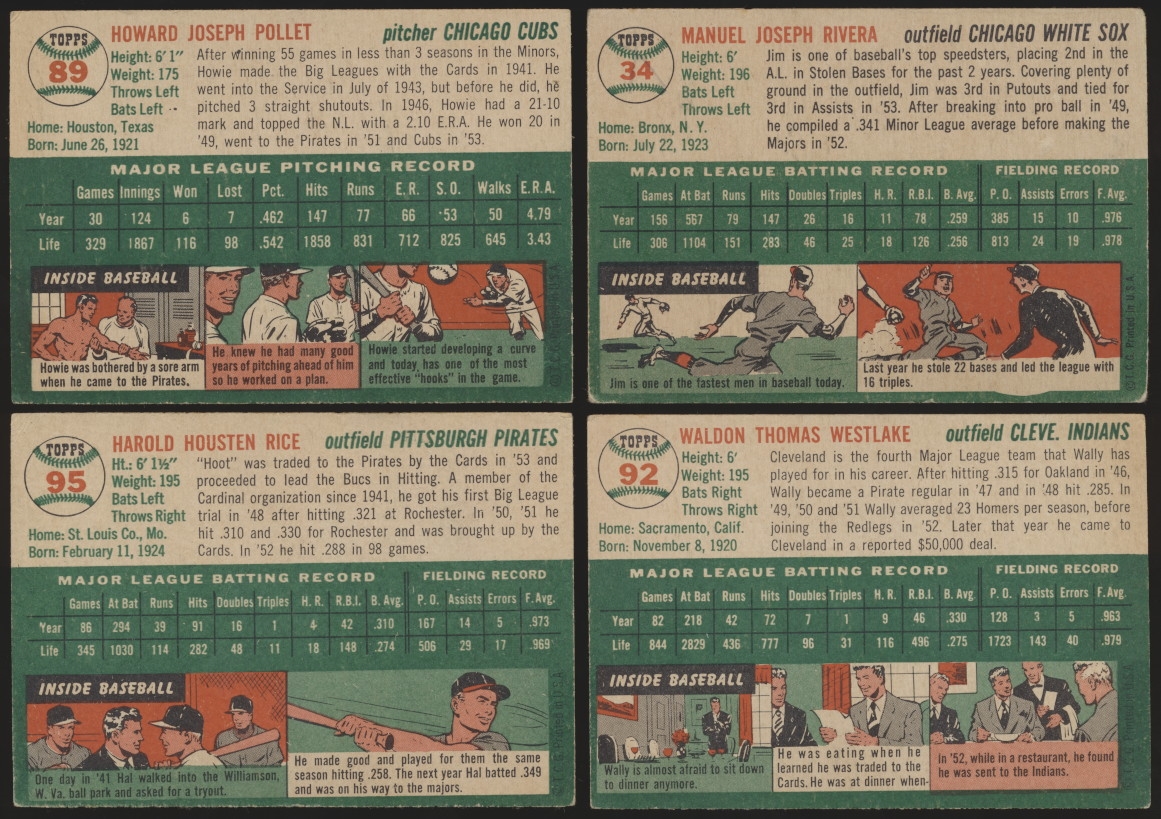 HOWARD JOSEPH POLLET pitcher CHICAGO CUBS
TOPPS
89
Height: 6' 1"
Weight: 175
Throws Left
Bats Left
Home: Houston, Texas
Born: June 26, 1921
After winning 55 games in less than 3 seasons in the Minors,
Howie made the Big Leagues with the Cards in 1941. He
went into the Service in July of 1943, but before he did, he
pitched 3 straight shutouts. In 1946, Howie had a 21-10
mark and topped the N.L. with a 2.10 E.R.A. He won 20 in
'49, went to the Pirates in '51 and Cubs in '53.
MAJOR LEAGUE PITCHING RECORD
Games Innings Won Lost Pct. Hits Runs E.R. S.O. Walks E.R.A.
Year 30 124 6 7 .462 147 77 66 53 50 4.79
Life 329 1867 116 98 .542 1858 831 712 825 645 3.43
INSIDE BASEBALL
Howie was bothered by a sore arm
when he came to the Pirates.
He knew he had many good
years of pitching ahead of him
so he worked on a plan.
Howie started developing a curve
and today has one of the most
effective "hooks" in the game.
MANUEL JOSEPH RIVERA outfield CHICAGO WHITE SOX
TOPPS
34
Height: 6'
Weight: 196
Bats Left
Throws Left
Home: Bronx, N. Y.
Born: July 22, 1923
Jim is one of baseball's top speedsters, placing 2nd in the
A.L. in Stolen Bases for the past 2 years. Covering plenty of
ground in the outfield, Jim was 3rd in Putouts and tied for
3rd in Assists in '53. After breaking into pro ball in '49,
he compiled a .341 Minor League average before making the
Majors in '52.
MAJOR LEAGUE BATTING RECORD FIELDING RECORD
Games At Bat Runs Hits Doubles Triples H. R. R.B.I. B. Avg. P. O. Assists Errors F. Avg.
Year 156 567 79 147 26 16 11 78 .259 385 15 10 .976
Life 306 1104 151 283 46 25 18 126 .256 813 24 19 .978
INSIDE BASEBALL
Jim is one of the fastest men in baseball today.
Last year he stole 22 bases and led the league with
16 triples.
©T. C. G. Printed in U.S.A.
HAROLD HOUSTEN RICE outfield PITTSBURGH PIRATES
TOPPS
95
Ht.: 6' 1½"
Weight: 195
Bats Left
Throws Right
Home: St. Louis Co., Mo.
Born: February 11, 1924
"Hoot" was traded to the Pirates by the Cards in '53 and
proceeded to lead the Bucs in Hitting. A member of the
Cardinal organization since 1941, he got his first Big League
trial in '48 after hitting .321 at Rochester. In '50, '51 he
hit .310 and .330 for Rochester and was brought up by the
Cards. In '52 he hit .288 in 98 games.
MAJOR LEAGUE BATTING RECORD FIELDING RECORD
Games At Bat Runs Hits Doubles Triples H. R. R.B.I. B. Avg. P. O. Assists Errors F. Avg.
Year 86 294 39 91 16 1 4 42 .310 167 14 5 .973
Life 345 1030 114 282 48 11 18 148 .274 506 29 17 .969
INSIDE BASEBALL
One day in '41 Hal walked into the Williamson,
W. Va. ball park and asked for a tryout.
He made good and played for them the same
season hitting .258. The next year Hal batted .349
and was on his way to the majors.
WALDON THOMAS WESTLAKE outfield CLEVE. INDIANS
TOPPS
92
Height: 6'
Weight: 195
Bats Right
Throws Right
Home: Sacramento, Calif.
Born: November 8, 1920
Cleveland is the fourth Major League team that Wally has
played for in his career. After hitting .315 for Oakland in '46,
Wally became a Pirate regular in '47 and in '48 hit .285. In
'49, '50 and '51 Wally averaged 23 Homers per season, before
joining the Redlegs in '52. Later that year he came to
Cleveland in a reported $50,000 deal.
MAJOR LEAGUE BATTING RECORD FIELDING RECORD
Games At Bat Runs Hits Doubles Triples H. R. R.B.I. B. Avg. P. O. Assists Errors F. Avg.
Year 82 218 42 72 7 1 9 46 .330 128 3 5 .963
Life 844 2829 436 777 96 31 116 496 .275 1723 143 40 .979
INSIDE BASEBALL
Wally is almost afraid to sit down
to dinner anymore.
He was eating when he
learned he was traded to the
Cards. He was at dinner when-
In '52, while in a restaurant, he found
he was sent to the Indians.